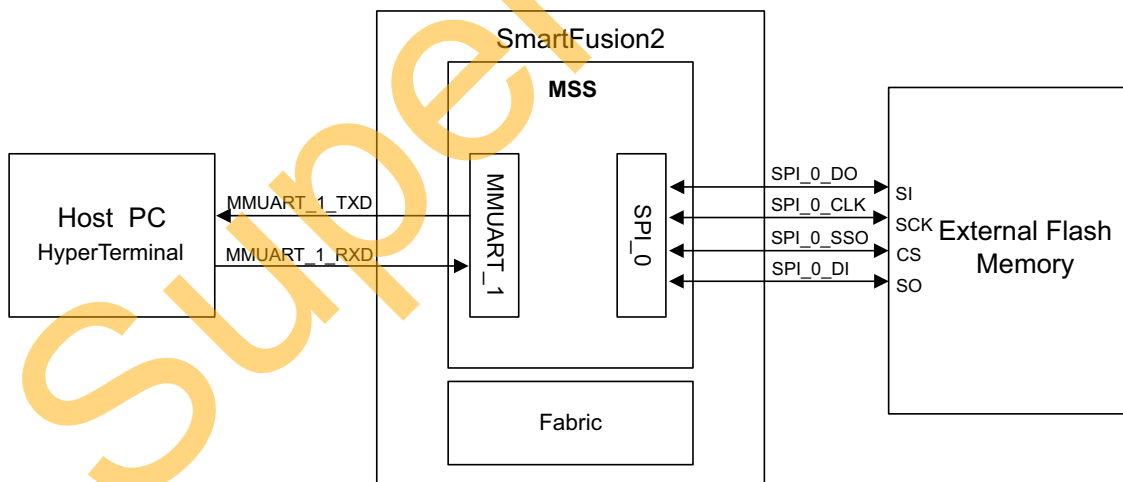 SmartFusion2
MSS
Host PC
HyperTerminal
MMUART_1_TXD
MMUART_1_RXD
MMUART_1
SPI_0
SPI_0_DO
SPI_0_CLK
SPI_0_SSO
SPI_0_DI
SI
SCK
CS
SO
External Flash
Memory
Fabric
Super